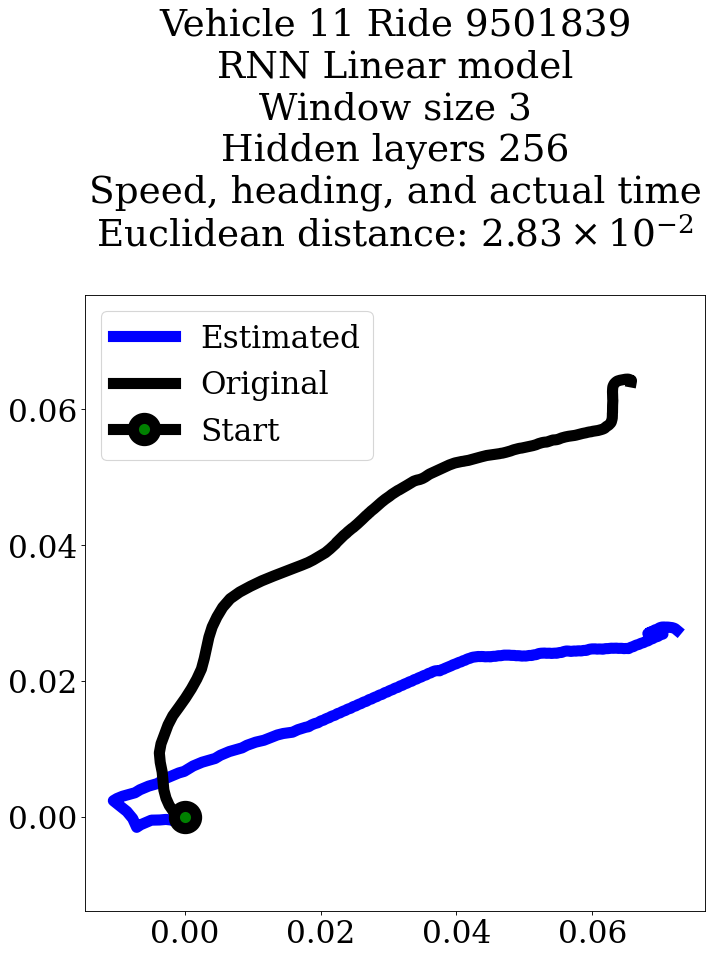 Vehicle 11 Ride 9501839
RNN Linear model
Window size 3
Hidden layers 256
Speed, heading, and actual time
Euclidean distance: 2.83 × 10⁻²
Estimated
Original
Start
0.06
0.04
0.02
0.00
0.00 0.02 0.04 0.06